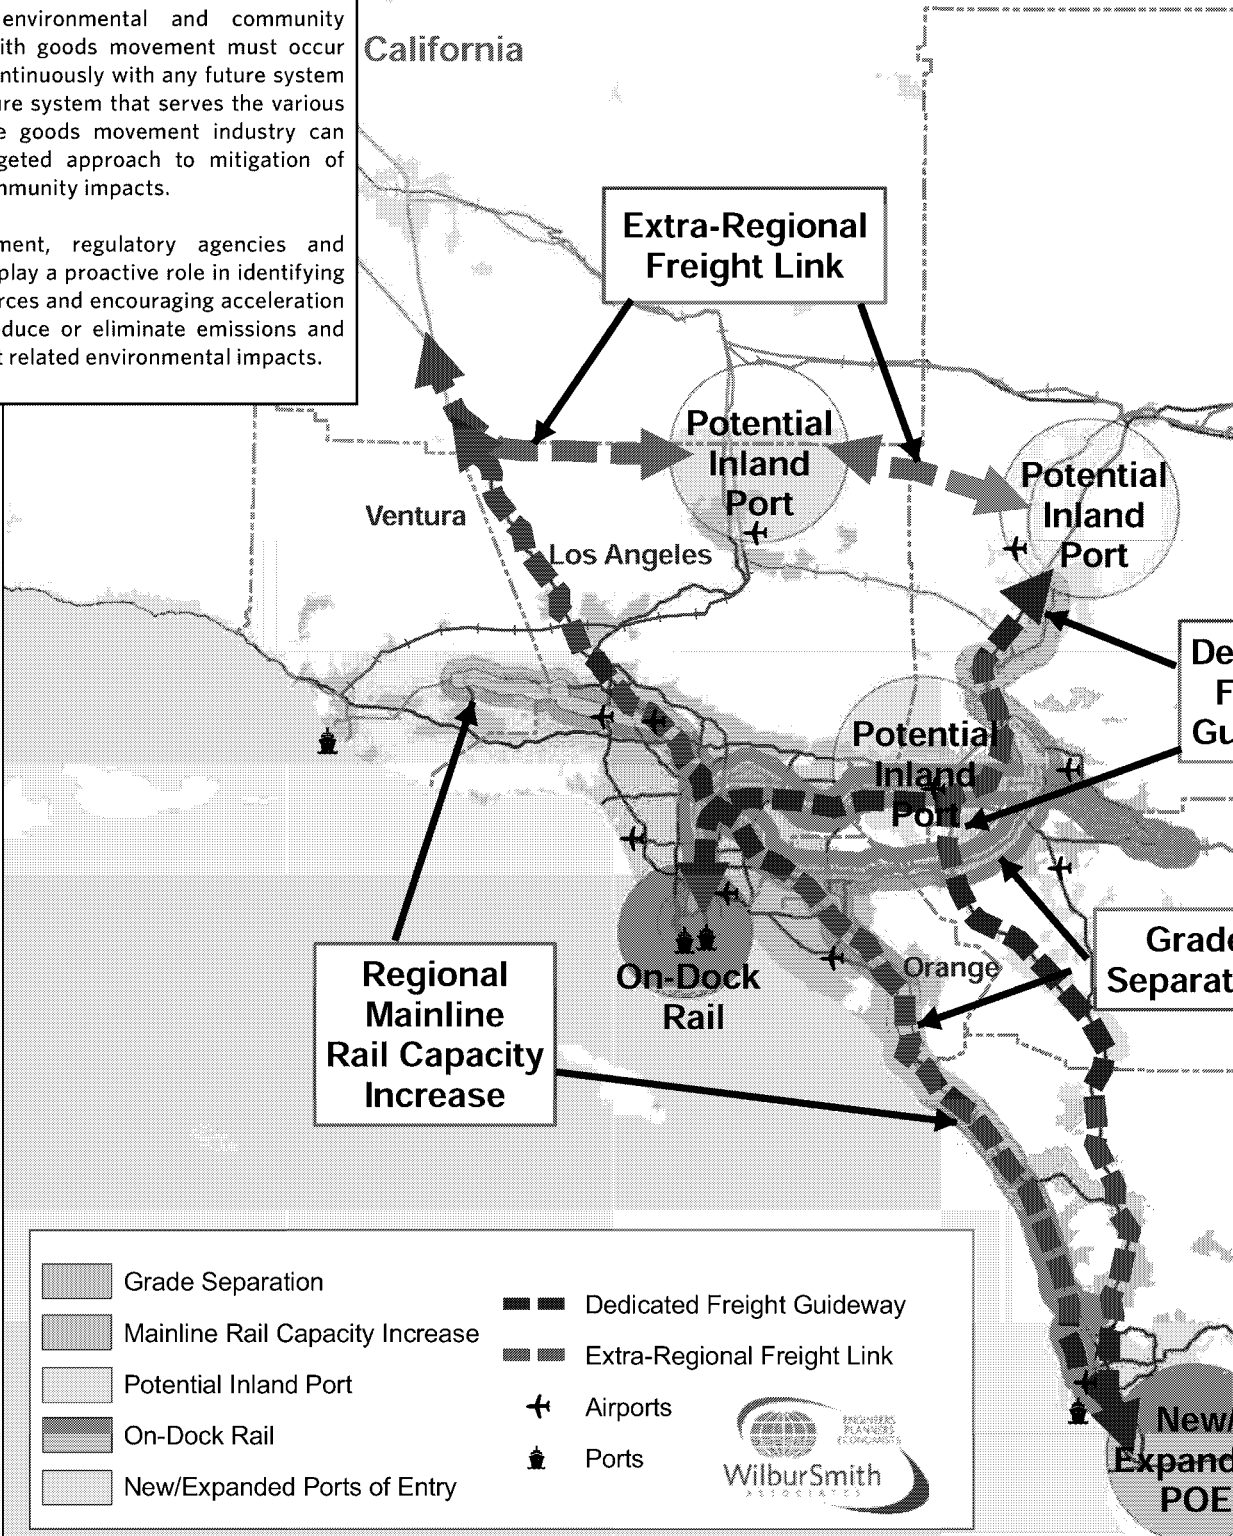 environmental and community
ith goods movement must occur
ntinuously with any future system
ure system that serves the various
e goods movement industry can
geted approach to mitigation of
mmunity impacts.
ment, regulatory agencies and
play a proactive role in identifying
rces and encouraging acceleration
duce or eliminate emissions and
t related environmental impacts.
California
Extra-Regional
Freight Link
Potential
Inland
Port
Potential
Inland
Port
Ventura
Los Angeles
De
F
Gu
Potential
Inland
Port
Grade
Separat
Orange
On-Dock
Rail
Regional
Mainline
Rail Capacity
Increase
New/
Expand
POE
Grade Separation
Mainline Rail Capacity Increase
Potential Inland Port
On-Dock Rail
New/Expanded Ports of Entry
Dedicated Freight Guideway
Extra-Regional Freight Link
Airports
Ports
ENGINEERS
PLANNERS
ECONOMISTS
WilburSmith
ASSOCIATES